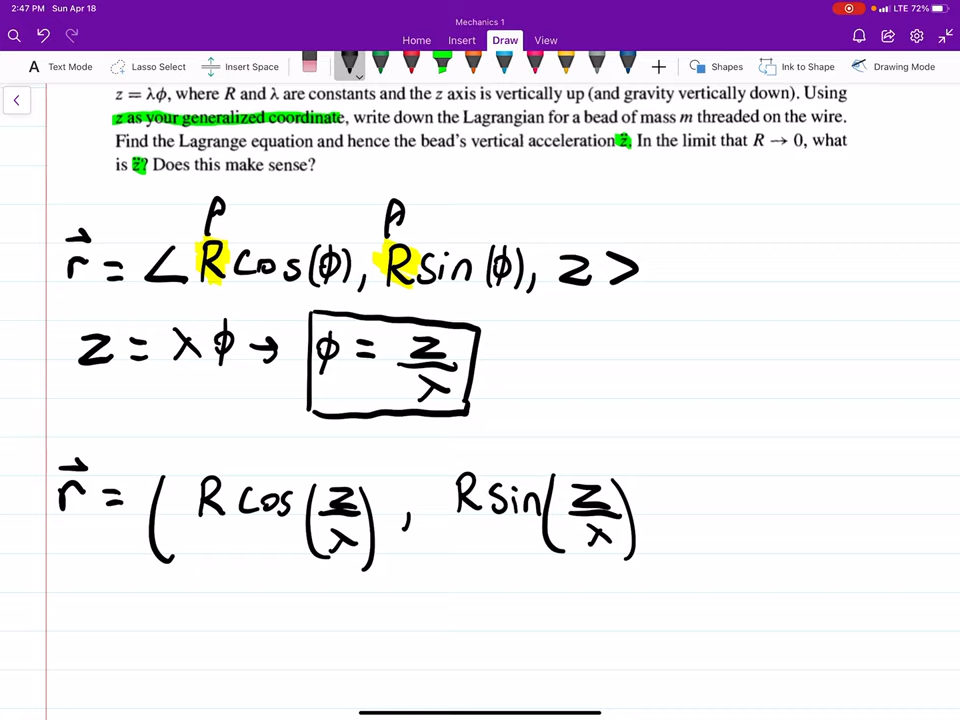 2:47 PM Sun Apr 18
LTE 72%
Mechanics 1
Home Insert Draw View
A Text Mode Lasso Select Insert Space Shapes Ink to Shape Drawing Mode
z = λϕ, where R and λ are constants and the z axis is vertically up (and gravity vertically down). Using
z as your generalized coordinate, write down the Lagrangian for a bead of mass m threaded on the wire.
Find the Lagrange equation and hence the bead's vertical acceleration z̈. In the limit that R → 0, what
is z̈? Does this make sense?
ρ ρ
r⃗ = < R cos(ϕ), R sin(ϕ), z >
z = λϕ → ϕ = z/λ
r⃗ = ( R cos(z/λ), R sin(z/λ)